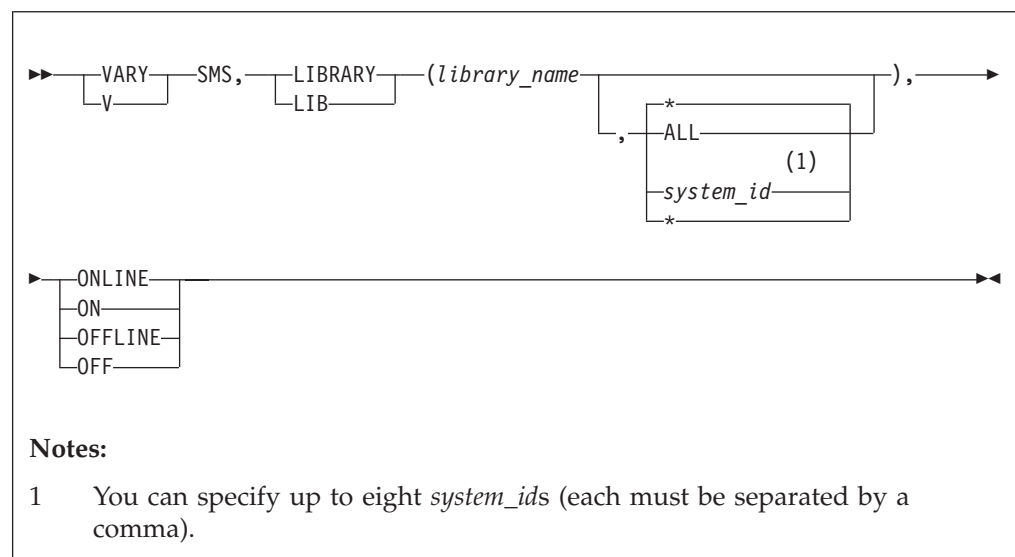 ►► VARY SMS, LIBRARY (library_name ), ►
V LIB , * 
ALL
(1)
system_id
*
► ONLINE ►◄
ON
OFFLINE
OFF
Notes:
1 You can specify up to eight system_ids (each must be separated by a
comma).